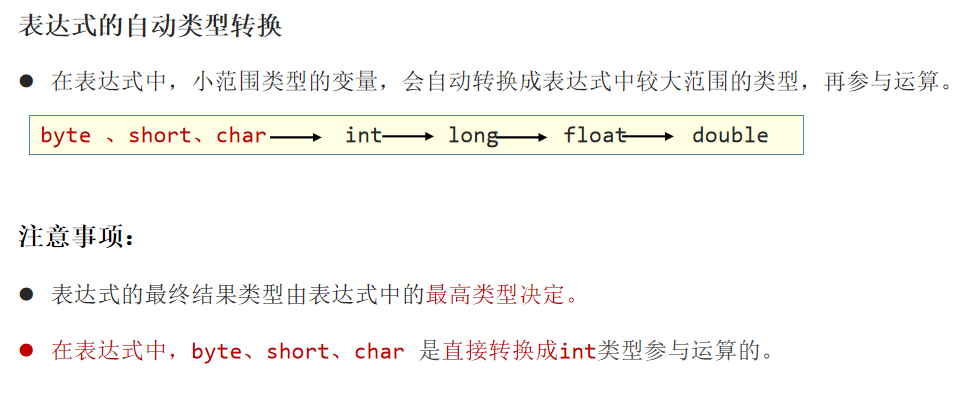 表达式的自动类型转换
● 在表达式中，小范围类型的变量，会自动转换成表达式中较大范围的类型，再参与运算。
byte 、short、char → int → long → float → double
注意事项：
● 表达式的最终结果类型由表达式中的最高类型决定。
● 在表达式中，byte、short、char 是直接转换成int类型参与运算的。